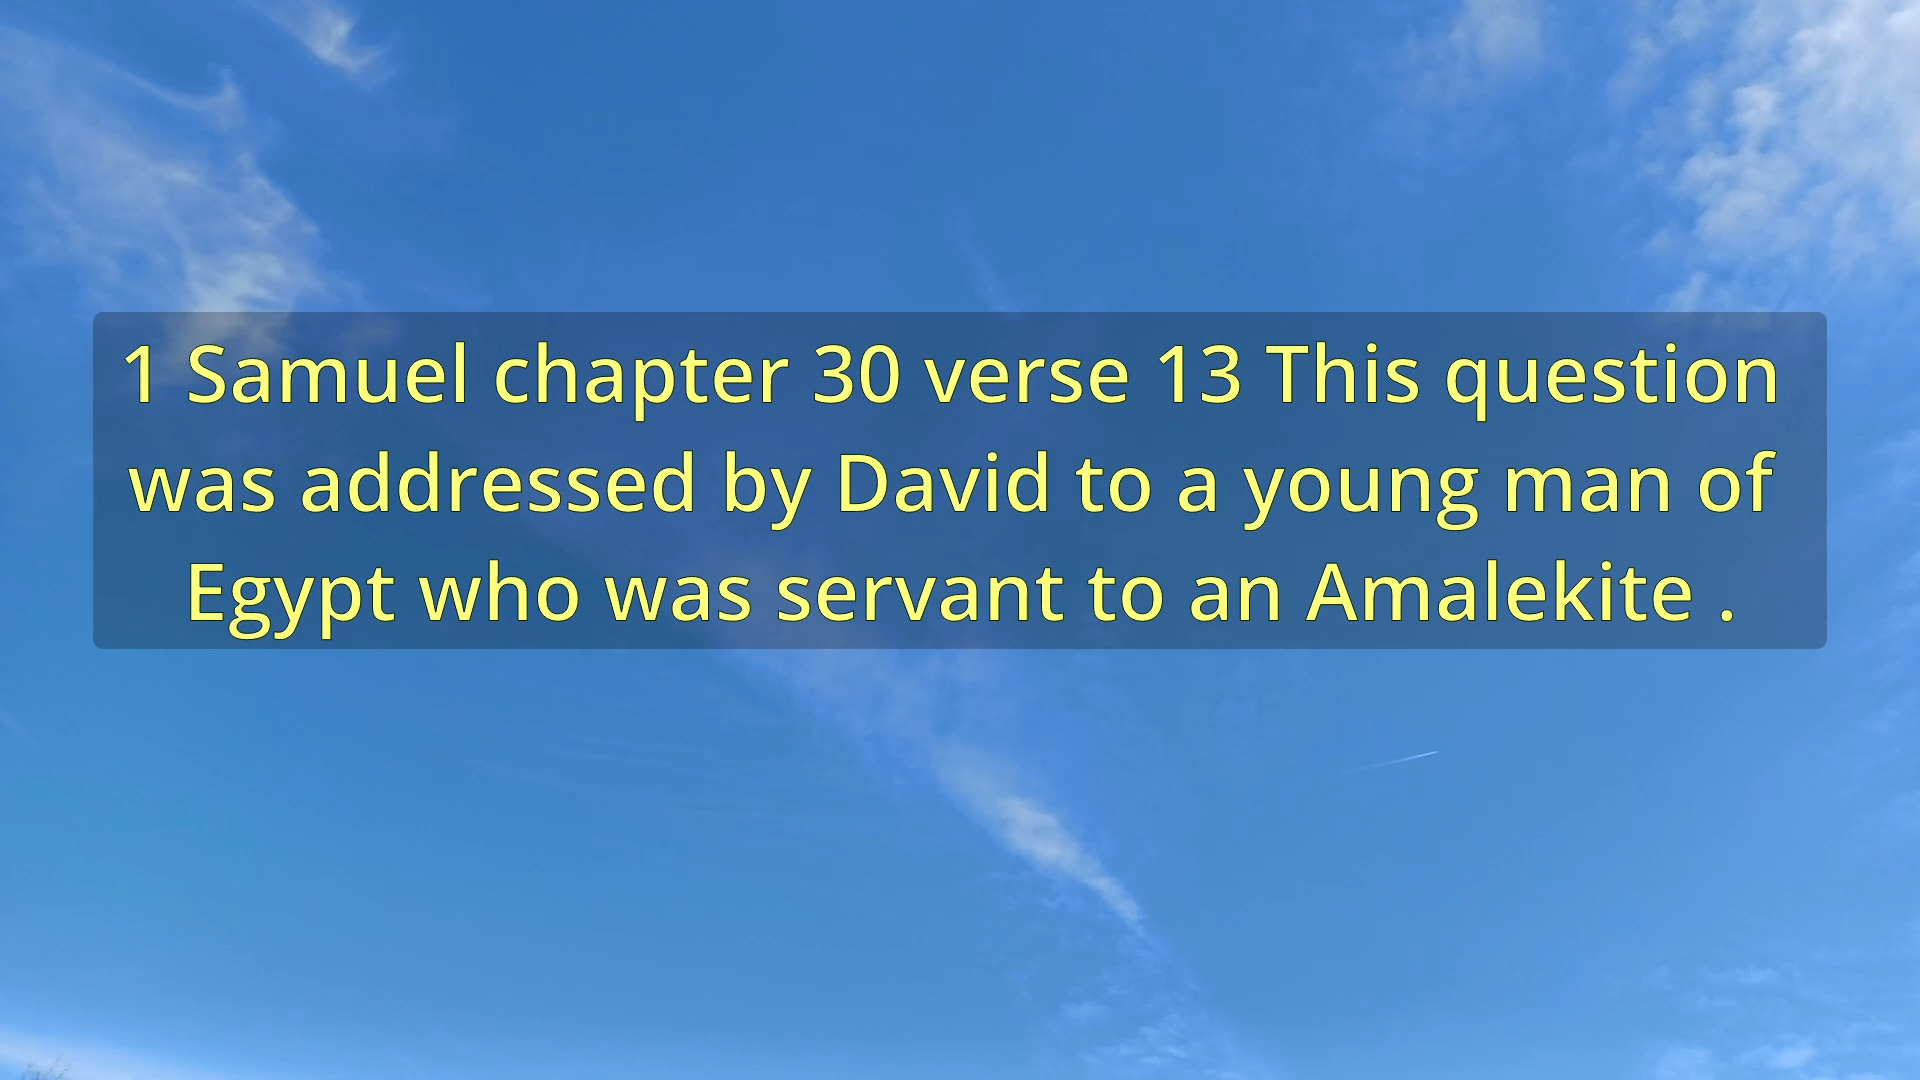 1 Samuel chapter 30 verse 13 This question
was addressed by David to a young man of
Egypt who was servant to an Amalekite .